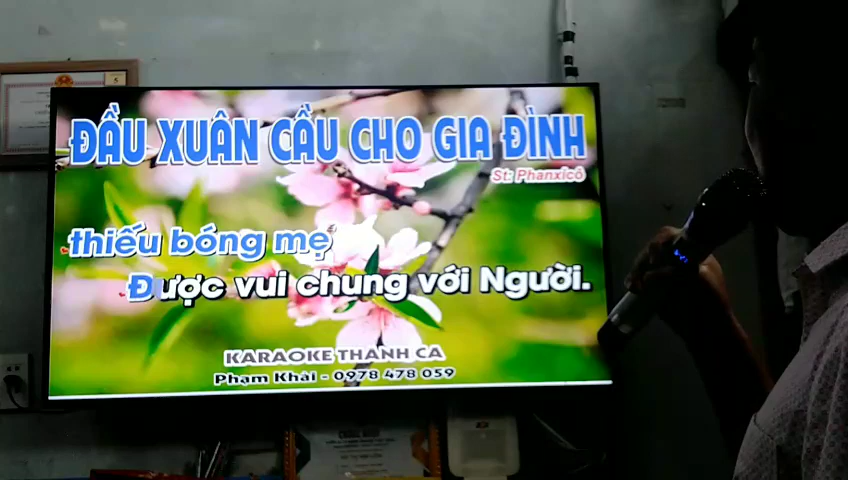 ĐẦU XUÂN CẦU CHO GIA ĐÌNH
St: Phanxicô
thiếu bóng mẹ
Được vui chung với Người.
KARAOKE THÁNH CA
Phạm Khải - 0978 478 059